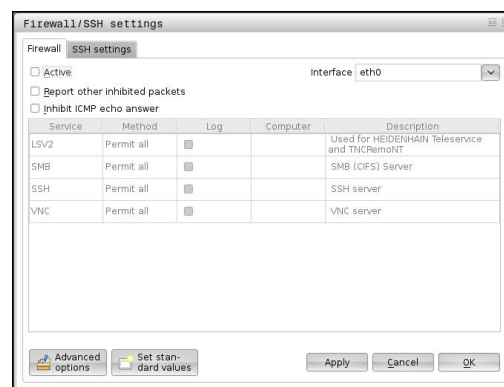 Firewall/SSH settings
Firewall SSH settings
Active Interface eth0
Report other inhibited packets
Inhibit ICMP echo answer
Service Method Log Computer Description
LSV2 Permit all Used for HEIDENHAIN Teleservice
and TNCRemoNT
SMB Permit all SMB (CIFS) Server
SSH Permit all SSH server
VNC Permit all VNC server
Advanced
options
Set stan-
dard values
Apply Cancel OK